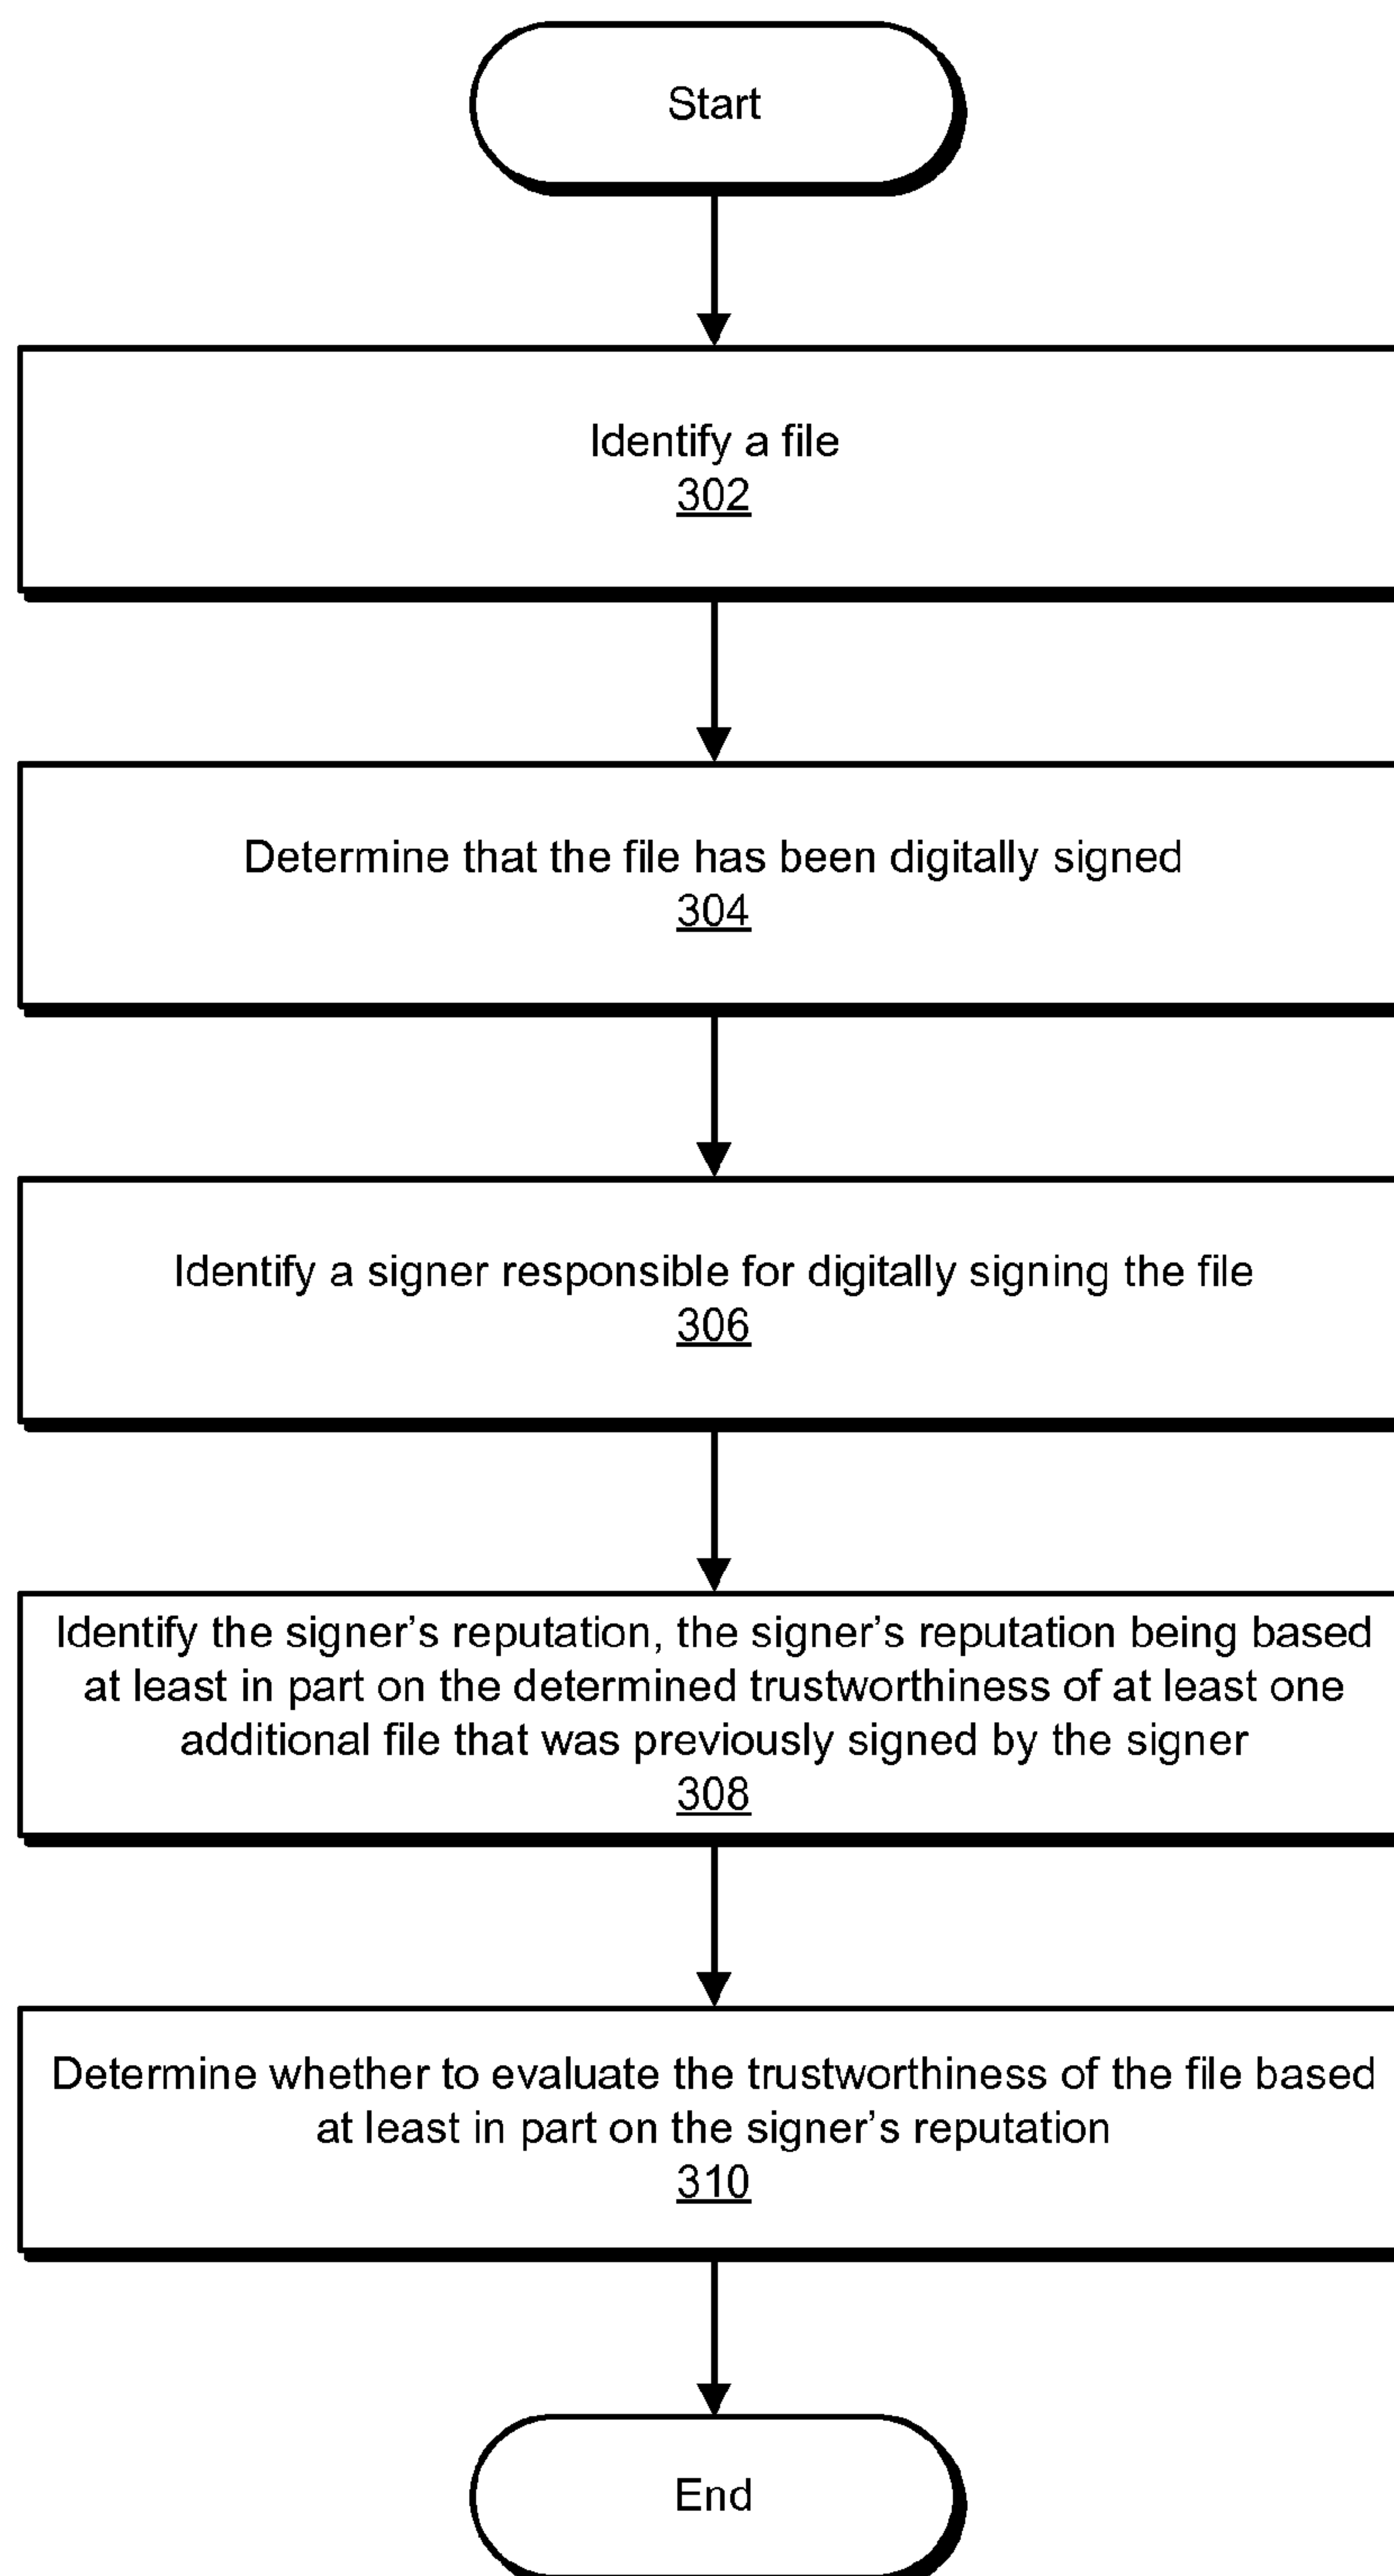 Start
Identify a file
302
Determine that the file has been digitally signed
304
Identify a signer responsible for digitally signing the file
306
Identify the signer’s reputation, the signer’s reputation being based
at least in part on the determined trustworthiness of at least one
additional file that was previously signed by the signer
308
Determine whether to evaluate the trustworthiness of the file based
at least in part on the signer’s reputation
310
End